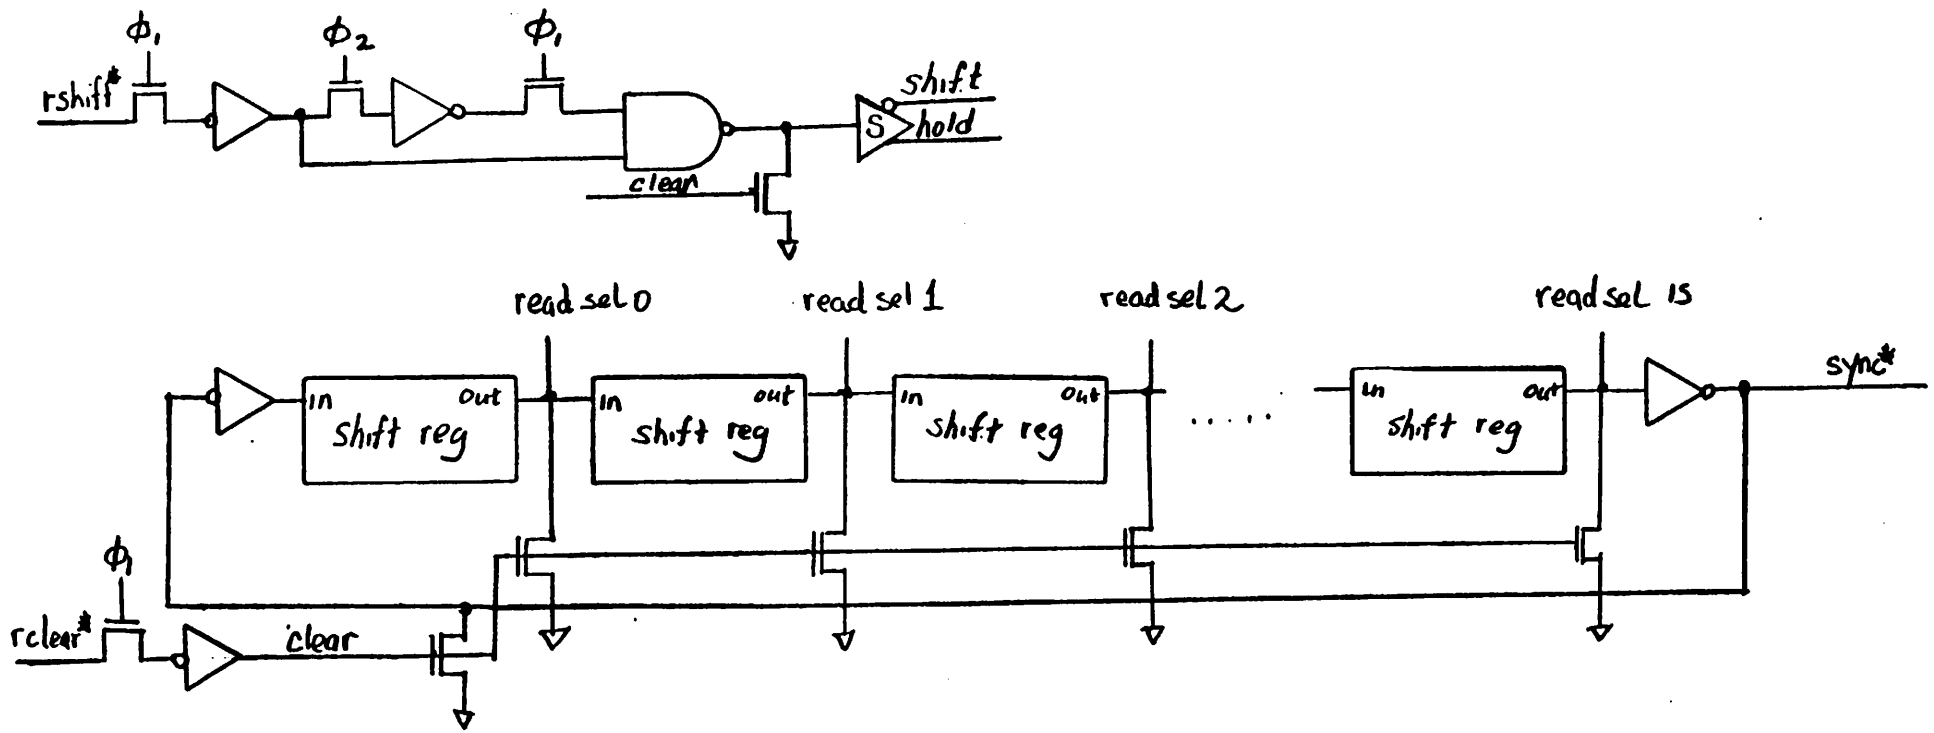 ϕ₁
ϕ₂
ϕ₁
rshift*
shift
S
hold
clear
read sel 0
read sel 1
read sel 2
read sel 15
sync*
In
Out
shift reg
In
out
shift reg
In
Out
shift reg
. . . . . .
In
out
shift reg
ϕ₁
rclear*
clear